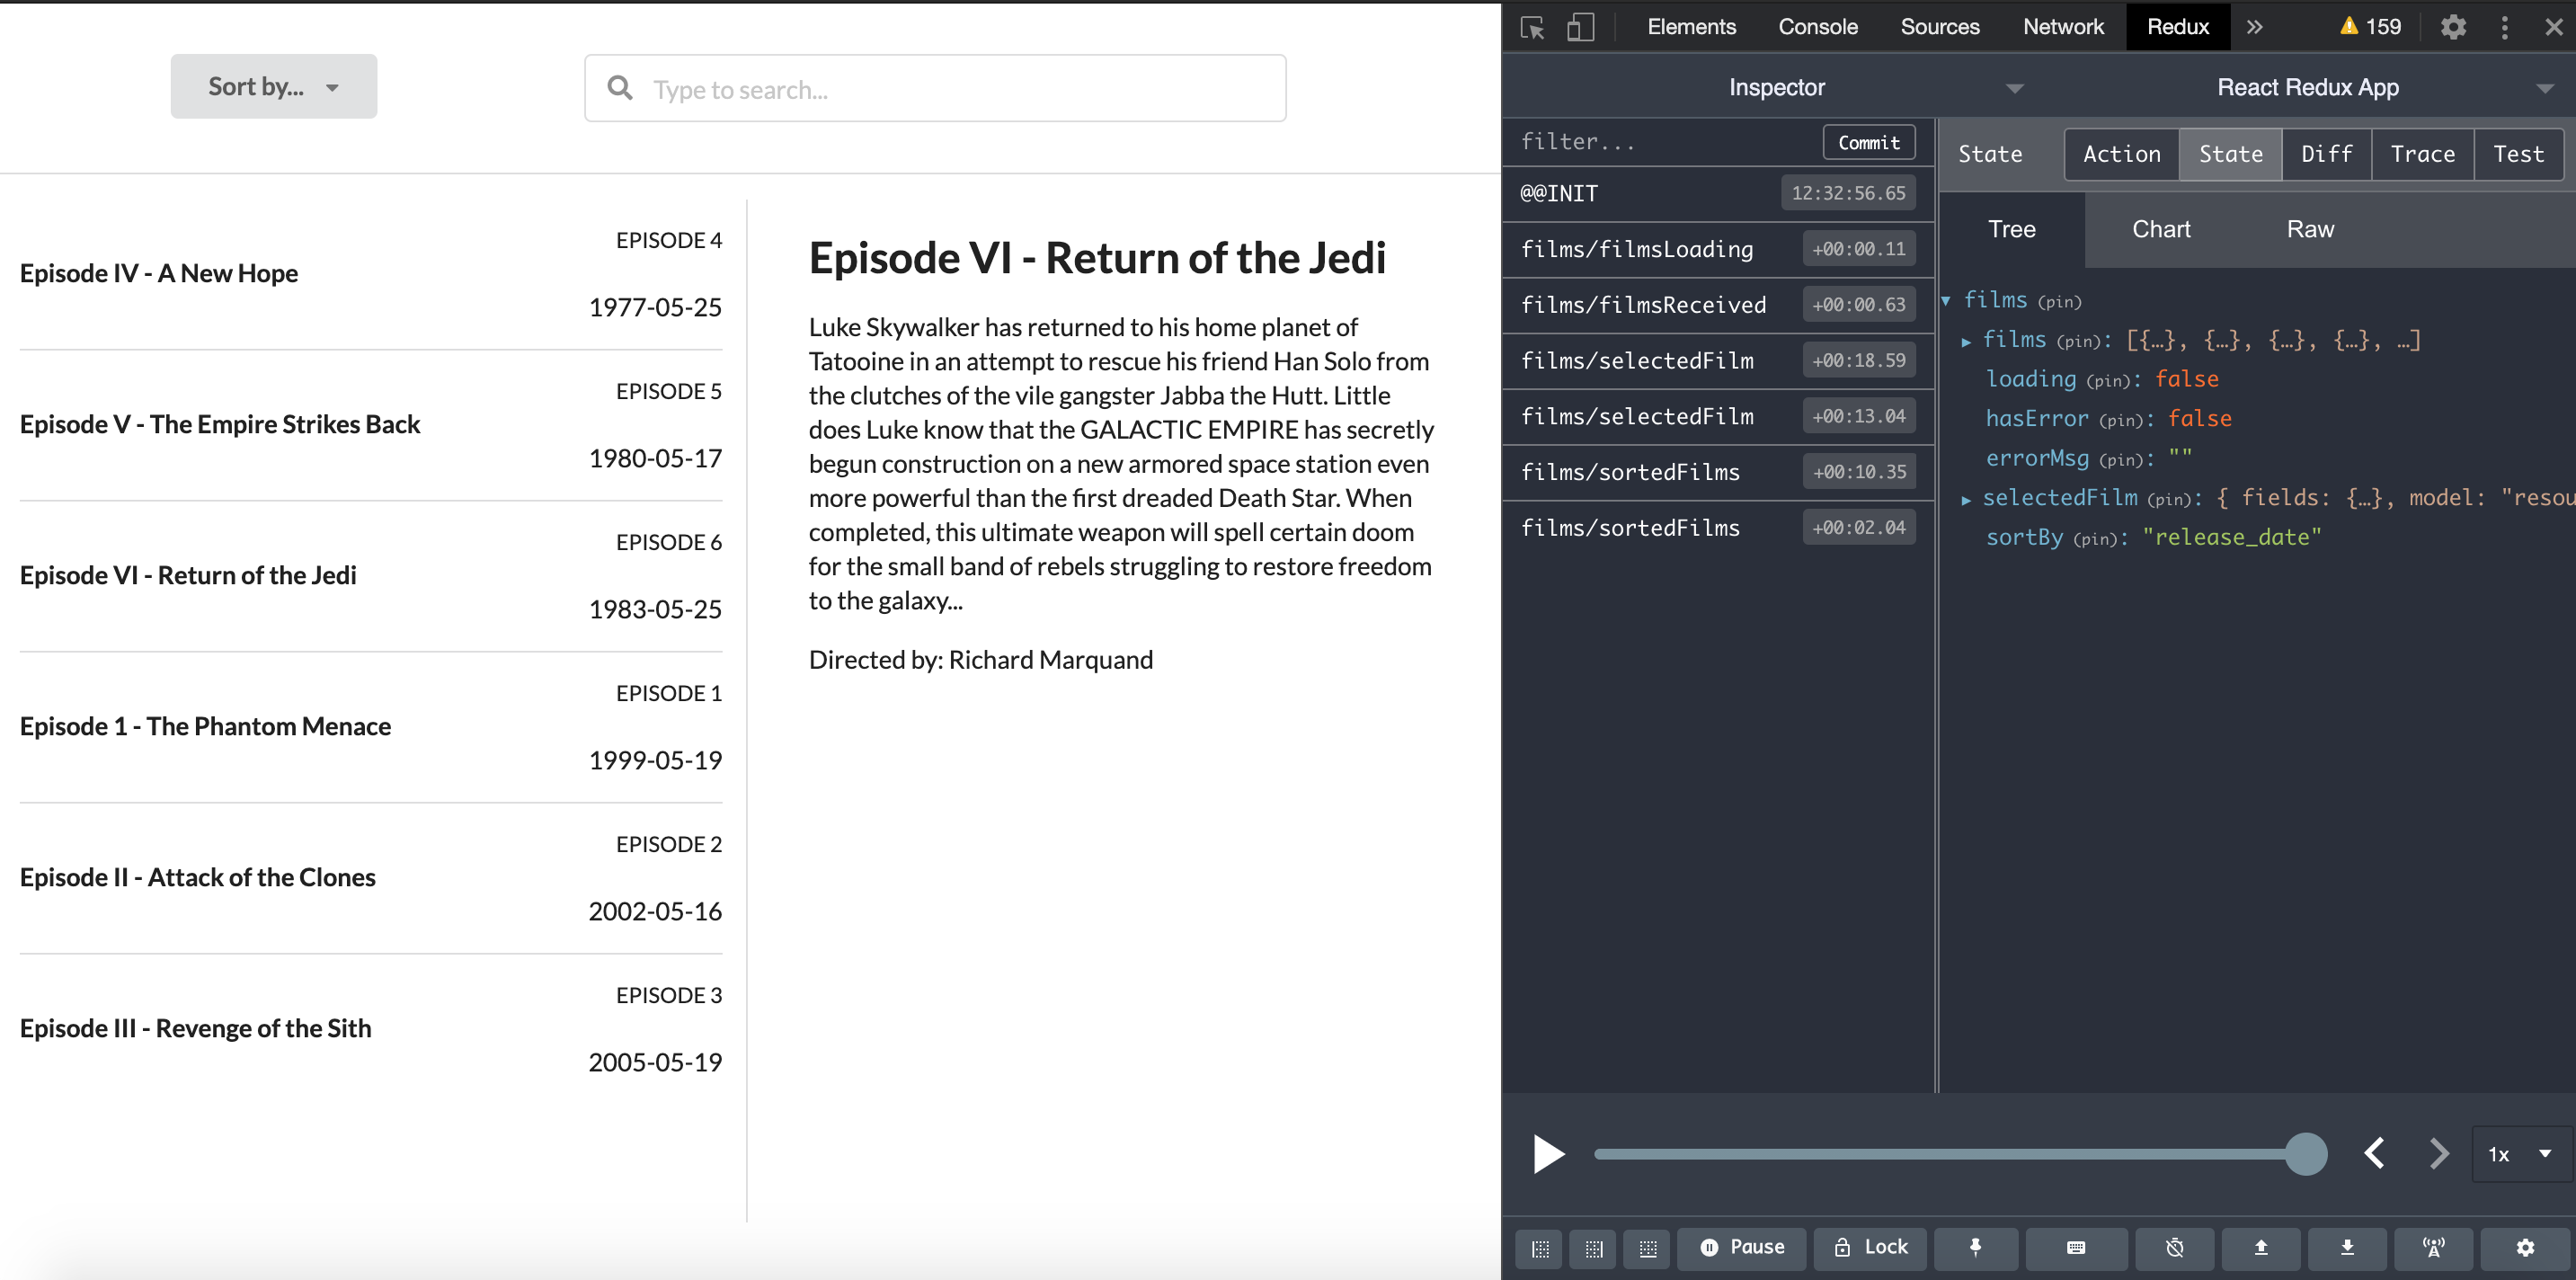 Sort by...
Type to search...
EPISODE 4
Episode IV - A New Hope
1977-05-25
EPISODE 5
Episode V - The Empire Strikes Back
1980-05-17
EPISODE 6
Episode VI - Return of the Jedi
1983-05-25
EPISODE 1
Episode 1 - The Phantom Menace
1999-05-19
EPISODE 2
Episode II - Attack of the Clones
2002-05-16
EPISODE 3
Episode III - Revenge of the Sith
2005-05-19
Episode VI - Return of the Jedi
Luke Skywalker has returned to his home planet of
Tatooine in an attempt to rescue his friend Han Solo from
the clutches of the vile gangster Jabba the Hutt. Little
does Luke know that the GALACTIC EMPIRE has secretly
begun construction on a new armored space station even
more powerful than the first dreaded Death Star. When
completed, this ultimate weapon will spell certain doom
for the small band of rebels struggling to restore freedom
to the galaxy...
Directed by: Richard Marquand
Elements Console Sources Network Redux » 159
Inspector React Redux App
filter... Commit
@@INIT 12:32:56.65
films/filmsLoading +00:00.11
films/filmsReceived +00:00.63
films/selectedFilm +00:18.59
films/selectedFilm +00:13.04
films/sortedFilms +00:10.35
films/sortedFilms +00:02.04
State Action State Diff Trace Test
Tree Chart Raw
films (pin)
films (pin): [{…}, {…}, {…}, {…}, …]
loading (pin): false
hasError (pin): false
errorMsg (pin): ""
selectedFilm (pin): { fields: {…}, model: "resou
sortBy (pin): "release_date"
1x
Pause Lock